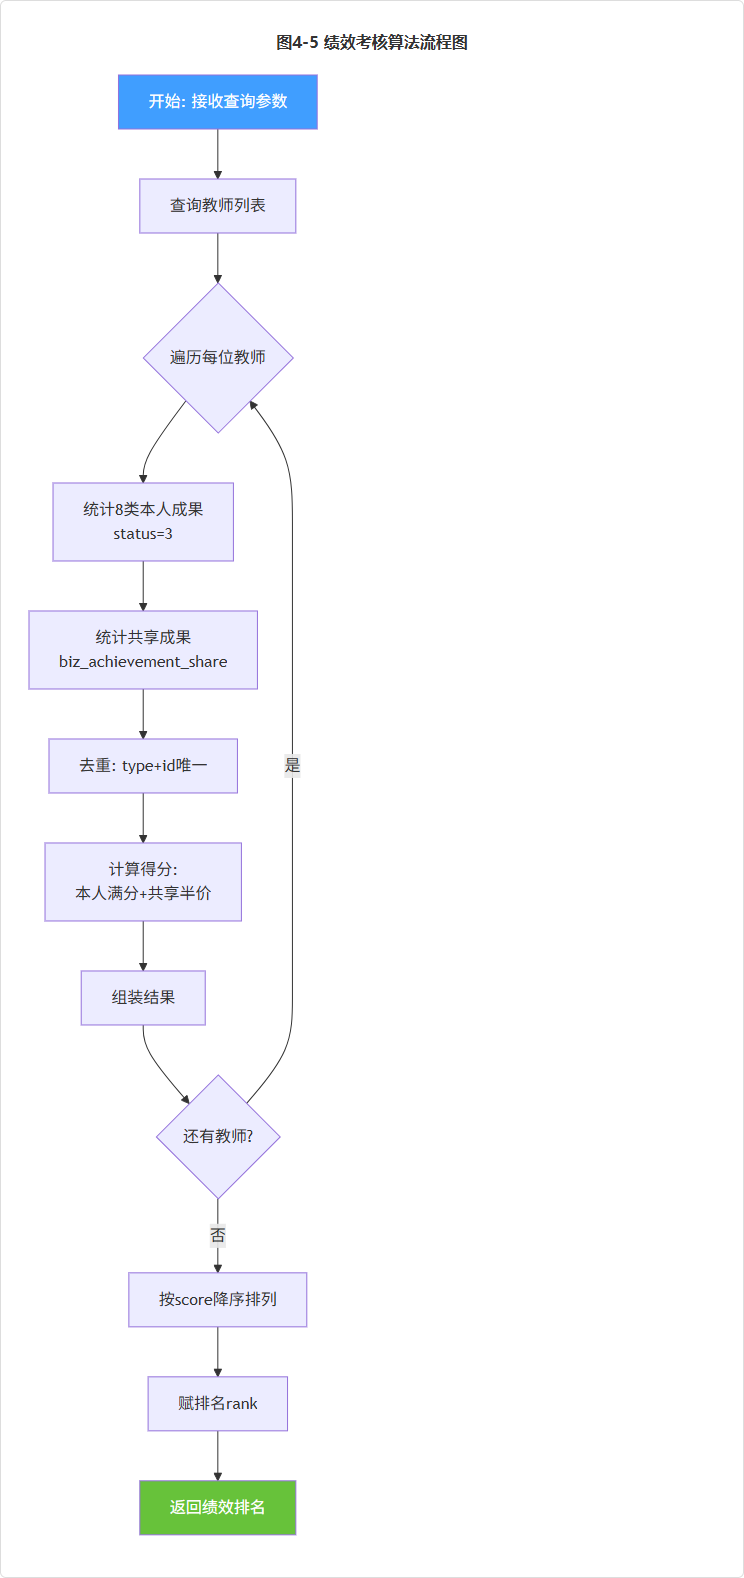 图4-5 绩效考核算法流程图
开始: 接收查询参数
查询教师列表
遍历每位教师
统计8类本人成果
status=3
统计共享成果
biz_achievement_share
去重: type+id唯一
是
计算得分:
本人满分+共享半价
组装结果
还有教师?
否
按score降序排列
赋排名rank
返回绩效排名